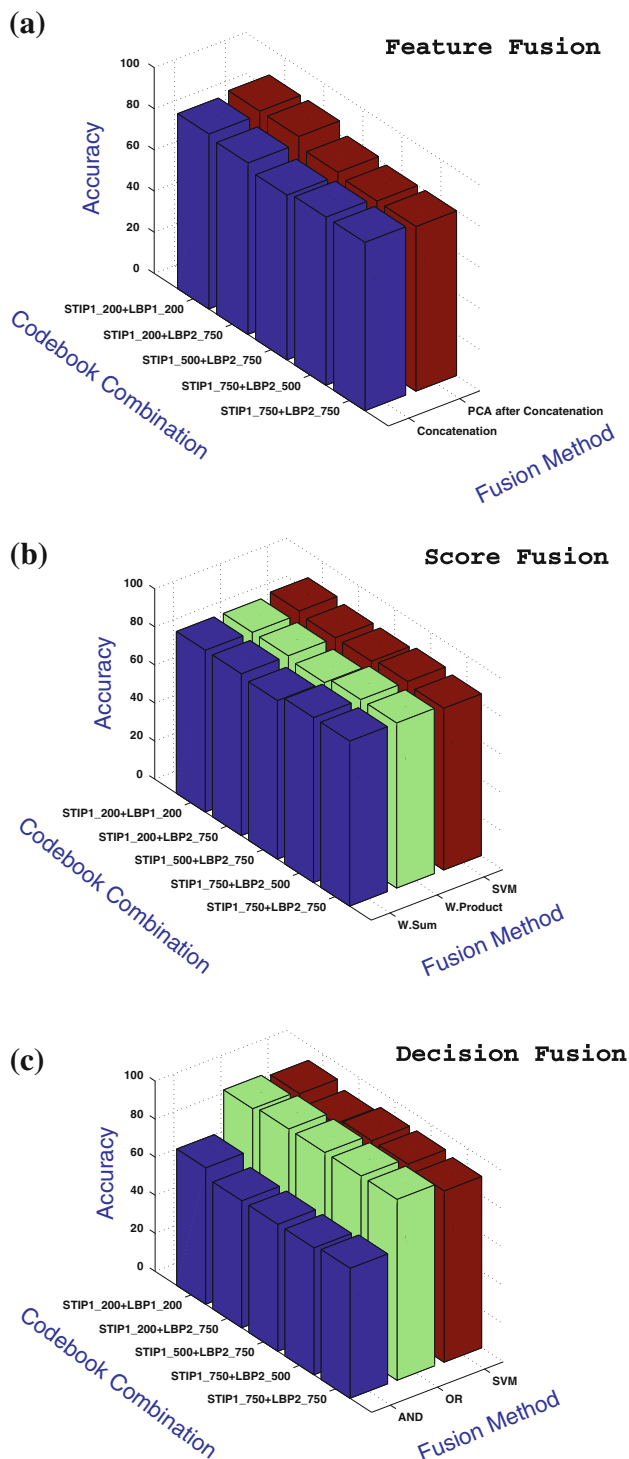 (a)
Feature Fusion
100
80
60
40
20
0
Accuracy
STIP1_200+LBP1_200
STIP1_200+LBP2_750
STIP1_500+LBP2_750
STIP1_750+LBP2_500
STIP1_750+LBP2_750
Codebook Combination
Concatenation
PCA after Concatenation
Fusion Method
(b)
Score Fusion
100
80
60
40
20
0
Accuracy
STIP1_200+LBP1_200
STIP1_200+LBP2_750
STIP1_500+LBP2_750
STIP1_750+LBP2_500
STIP1_750+LBP2_750
Codebook Combination
W.Sum
W.Product
SVM
Fusion Method
(c)
Decision Fusion
100
80
60
40
20
0
Accuracy
STIP1_200+LBP1_200
STIP1_200+LBP2_750
STIP1_500+LBP2_750
STIP1_750+LBP2_500
STIP1_750+LBP2_750
Codebook Combination
AND
OR
SVM
Fusion Method